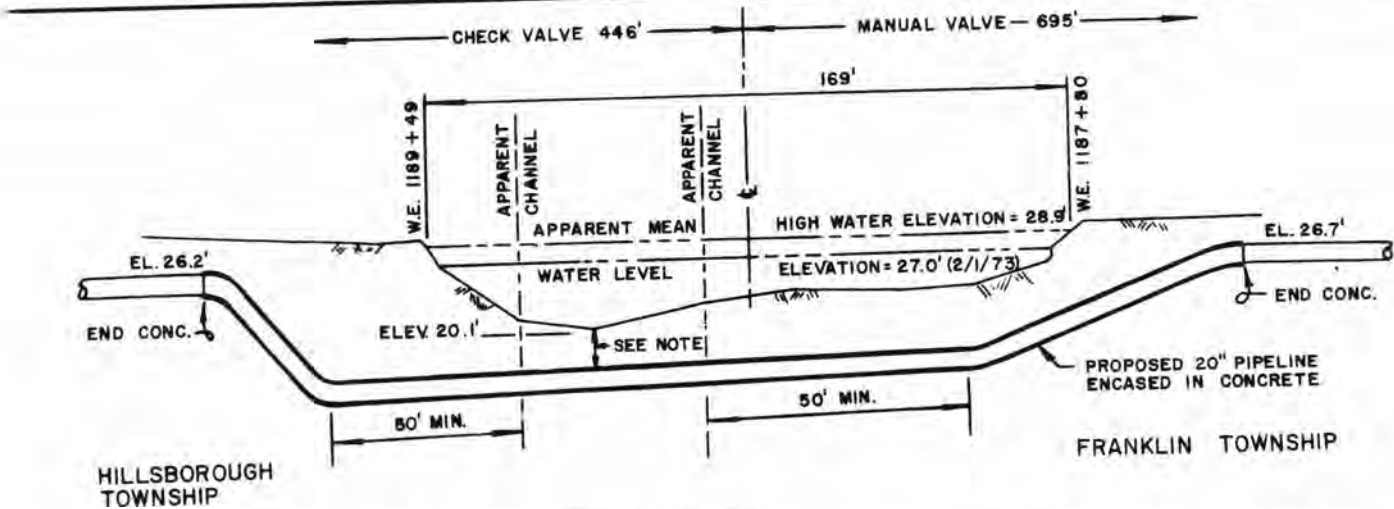 CHECK VALVE 446'
MANUAL VALVE — 695'
169'
W.E. 1189 + 49
APPARENT CHANNEL
APPARENT CHANNEL
℄
W.E. 1187 + 80
APPARENT MEAN
HIGH WATER ELEVATION = 28.9'
EL. 26.2'
EL. 26.7'
WATER LEVEL
ELEVATION = 27.0' (2/1/73)
END CONC.
ELEV. 20.1'
SEE NOTE
END CONC.
PROPOSED 20" PIPELINE
ENCASED IN CONCRETE
50' MIN.
50' MIN.
HILLSBOROUGH
TOWNSHIP
FRANKLIN TOWNSHIP